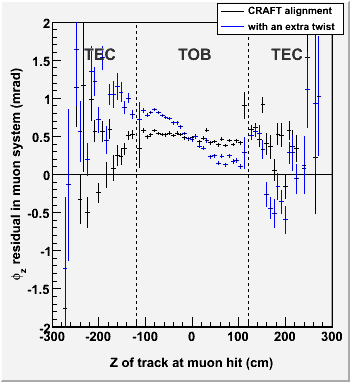 CRAFT alignment
with an extra twist
TEC
TOB
TEC
2
1.5
1
0.5
0
-0.5
-1
-1.5
-2
ϕz residual in muon system (mrad)
-300 -200 -100 0 100 200 300
Z of track at muon hit (cm)